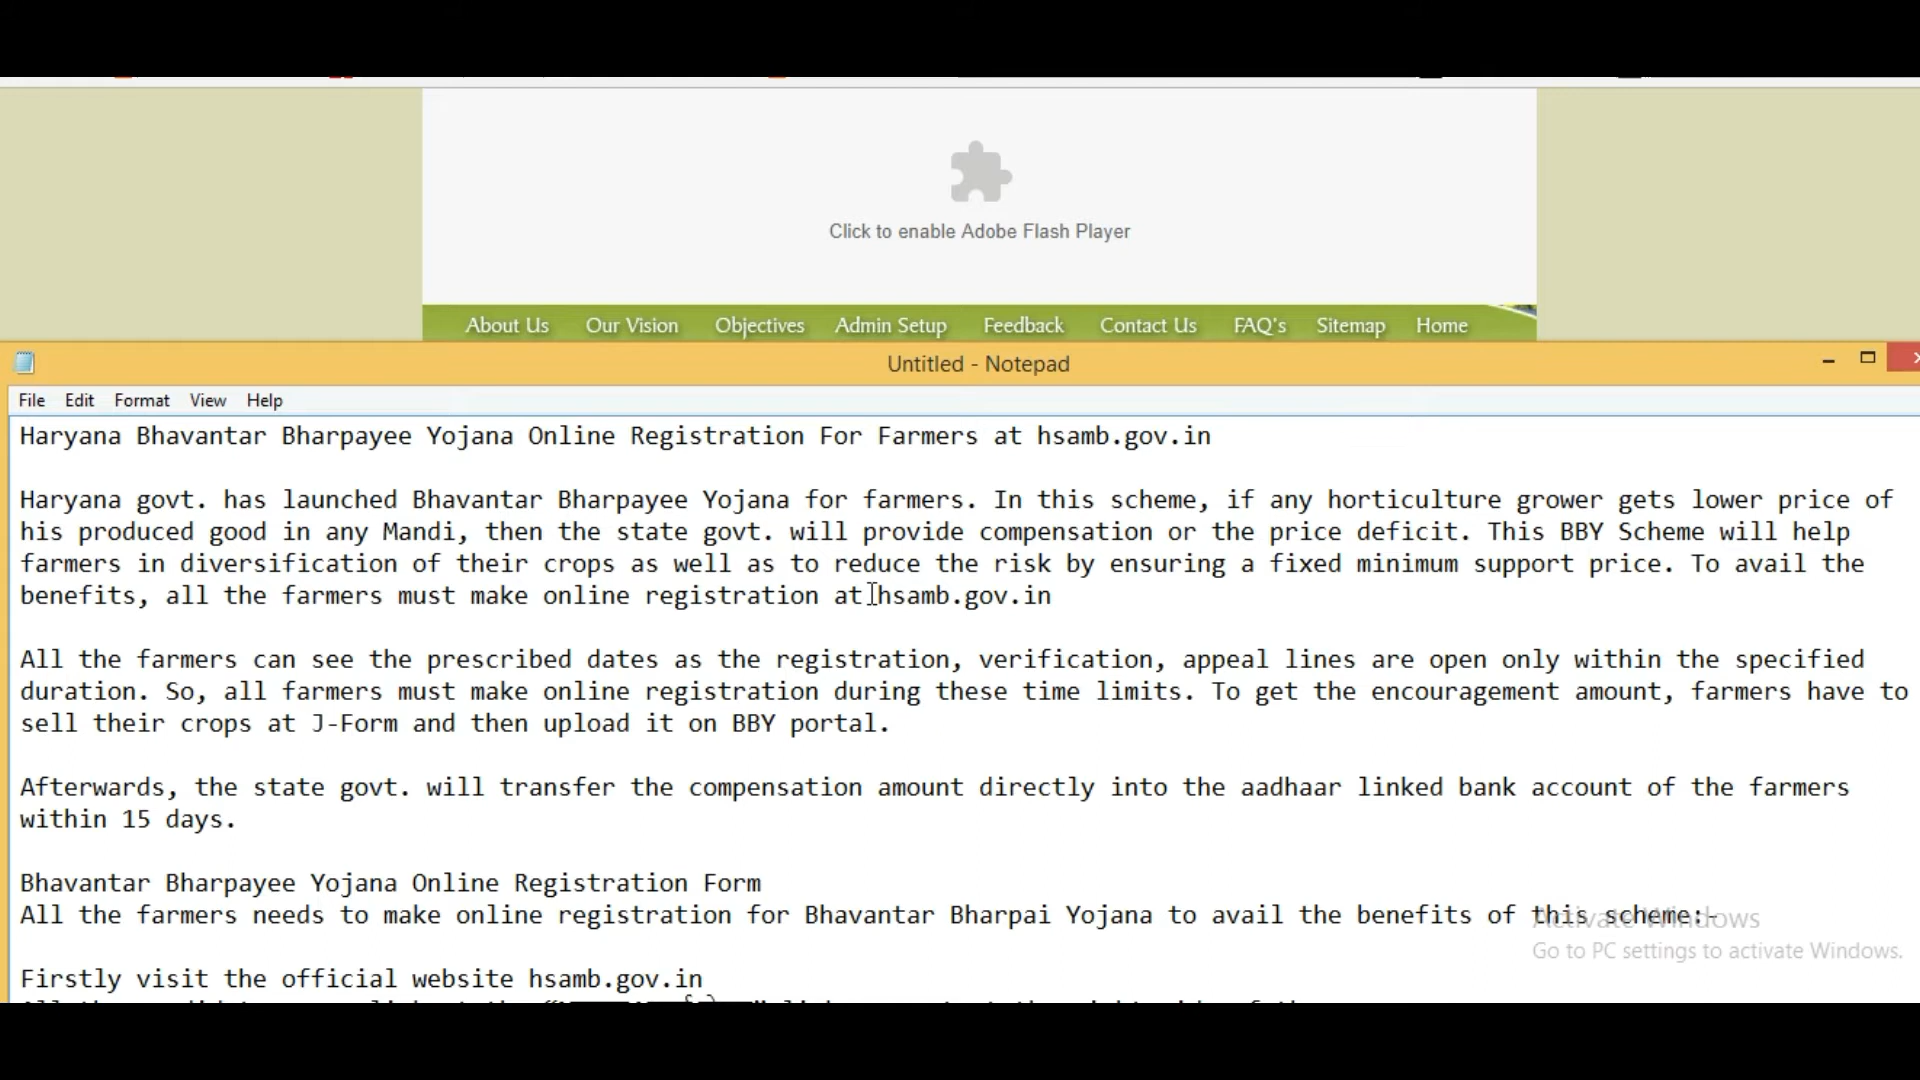 Click to enable Adobe Flash Player
About Us Our Vision Objectives Admin Setup Feedback Contact Us FAQ's Sitemap Home
Untitled - Notepad
File Edit Format View Help
Haryana Bhavantar Bharpayee Yojana Online Registration For Farmers at hsamb.gov.in
Haryana govt. has launched Bhavantar Bharpayee Yojana for farmers. In this scheme, if any horticulture grower gets lower price of
his produced good in any Mandi, then the state govt. will provide compensation or the price deficit. This BBY Scheme will help
farmers in diversification of their crops as well as to reduce the risk by ensuring a fixed minimum support price. To avail the
benefits, all the farmers must make online registration at hsamb.gov.in
All the farmers can see the prescribed dates as the registration, verification, appeal lines are open only within the specified
duration. So, all farmers must make online registration during these time limits. To get the encouragement amount, farmers have to
sell their crops at J-Form and then upload it on BBY portal.
Afterwards, the state govt. will transfer the compensation amount directly into the aadhaar linked bank account of the farmers
within 15 days.
Bhavantar Bharpayee Yojana Online Registration Form
All the farmers needs to make online registration for Bhavantar Bharpai Yojana to avail the benefits of this scheme:-
Activate Windows
Go to PC settings to activate Windows.
Firstly visit the official website hsamb.gov.in